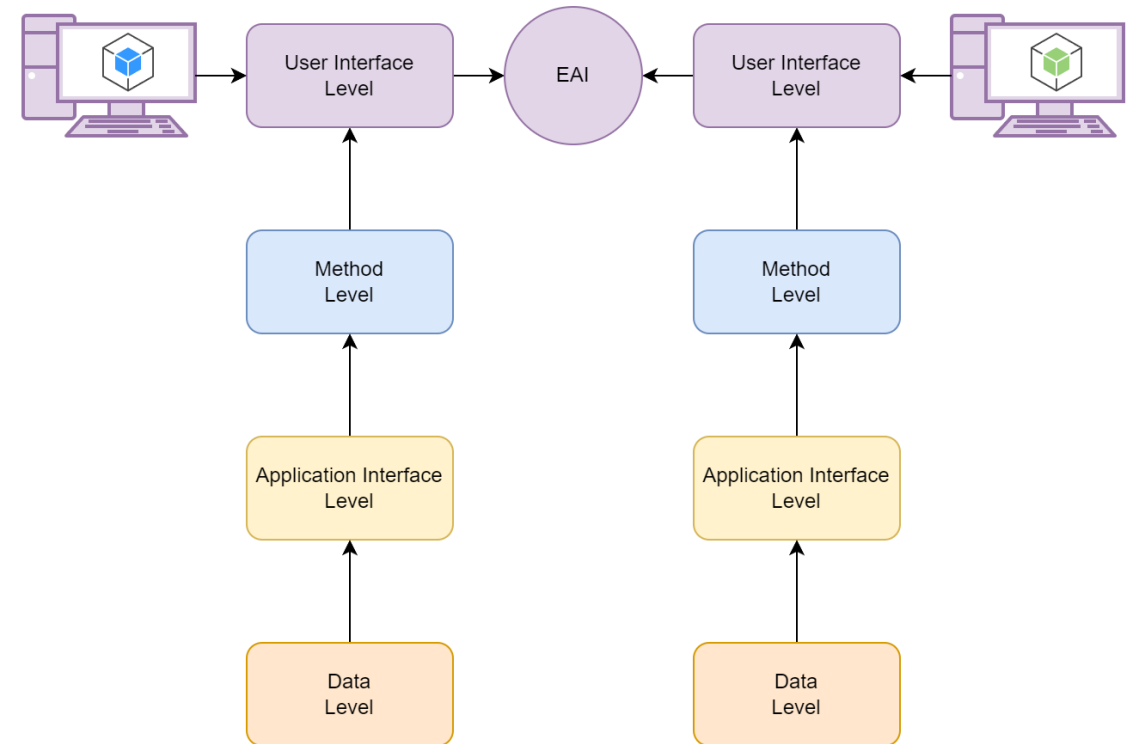 User Interface
Level
EAI
User Interface
Level
Method
Level
Method
Level
Application Interface
Level
Application Interface
Level
Data
Level
Data
Level